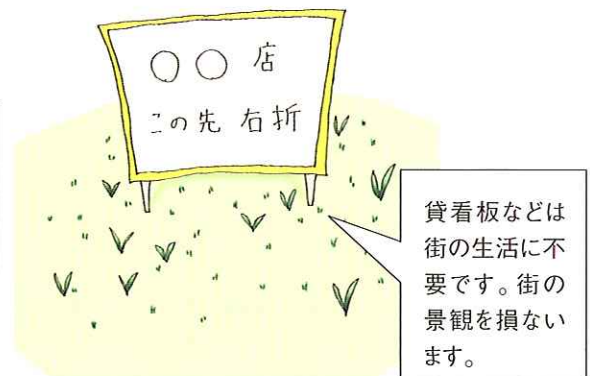 ○○ 店
この先 右折
貸看板などは
街の生活に不
要です。街の
景観を損ない
ます。